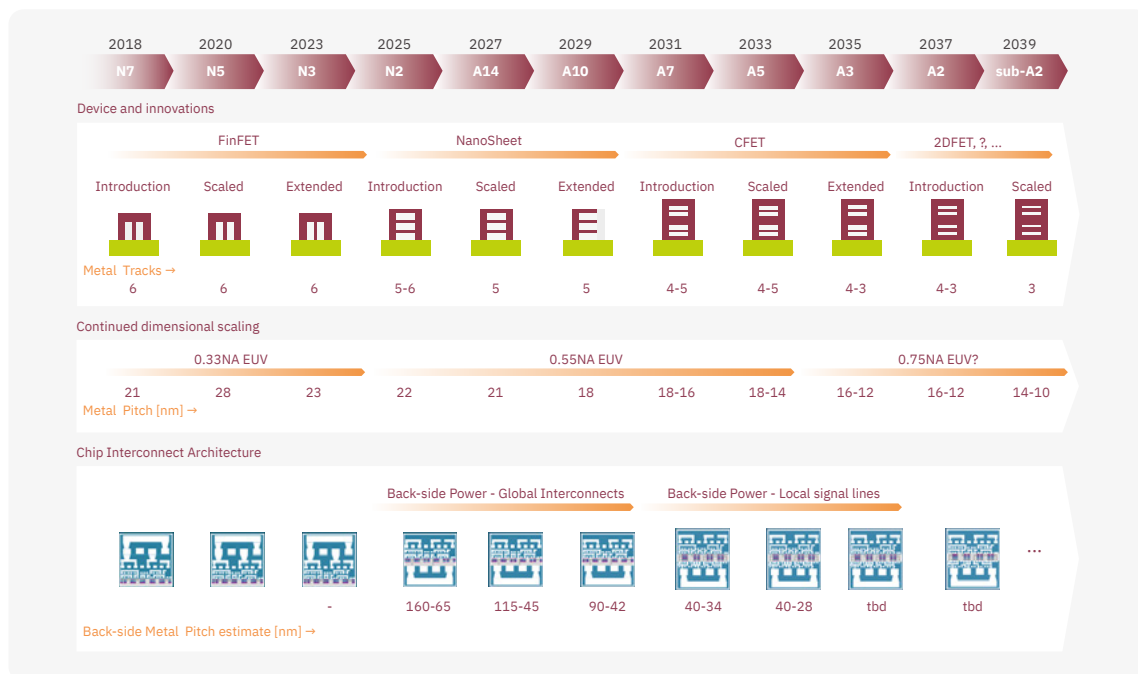 2018 2020 2023 2025 2027 2029 2031 2033 2035 2037 2039
N7 N5 N3 N2 A14 A10 A7 A5 A3 A2 sub-A2
Device and innovations
FinFET NanoSheet CFET 2DFET, ?, ...
Introduction Scaled Extended Introduction Scaled Extended Introduction Scaled Extended Introduction Scaled
Metal Tracks →
6 6 6 5-6 5 5 4-5 4-5 4-3 4-3 3
Continued dimensional scaling
0.33NA EUV 0.55NA EUV 0.75NA EUV?
21 28 23 22 21 18 18-16 18-14 16-12 16-12 14-10
Metal Pitch [nm] →
Chip Interconnect Architecture
Back-side Power - Global Interconnects Back-side Power - Local signal lines
...
- 160-65 115-45 90-42 40-34 40-28 tbd tbd
Back-side Metal Pitch estimate [nm] →